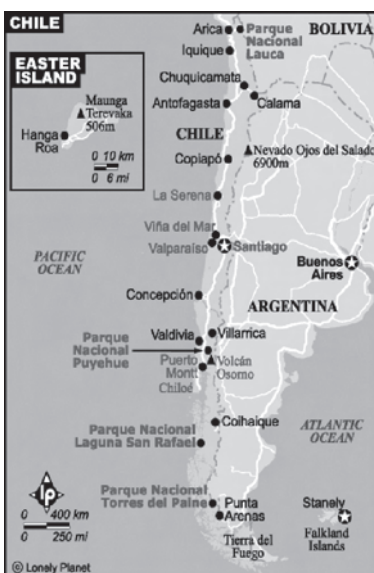 CHILE
EASTER
ISLAND
Maunga
Terevaka
506m
Hanga
Roa
0 10 km
0 6 mi
Arica
Parque
Nacional
Lauca
BOLIVIA
Iquique
Chuquicamata
Antofagasta
Calama
CHILE
Nevado Ojos del Salado
6900m
Copiapó
La Serena
Viña del Mar
Valparaíso
Santiago
PACIFIC
OCEAN
Buenos
Aires
Concepción
ARGENTINA
Valdivia
Villarrica
Parque
Nacional
Puyehue
Puerto
Montt
Volcán
Osorno
Chiloé
Parque Nacional
Laguna San Rafael
Coihaique
ATLANTIC
OCEAN
lp
0 400 km
0 250 mi
Parque Nacional
Torres del Paine
Punta
Arenas
Tierra del
Fuego
Stanely
Falkland
Islands
© Lonely Planet